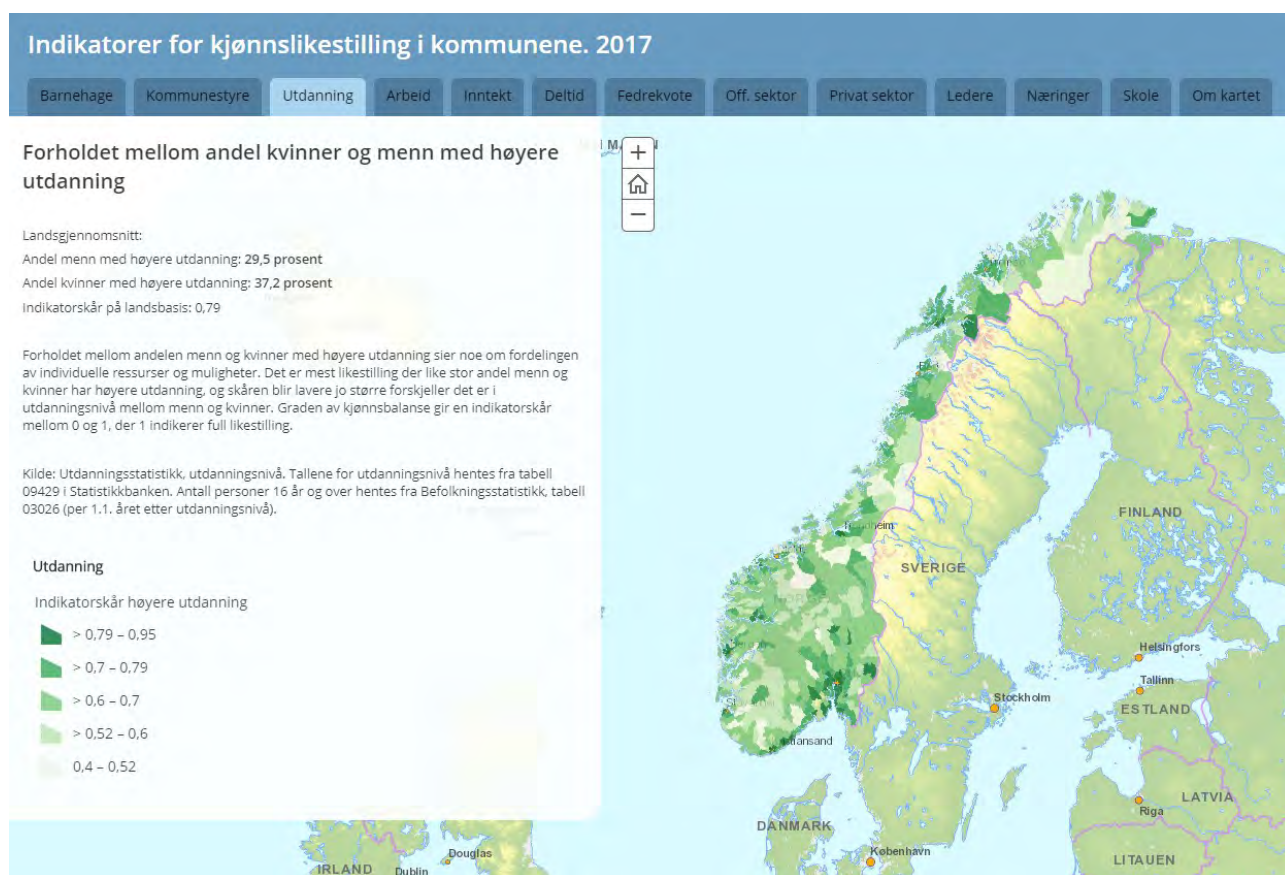 Indikatorer for kjønnslikestilling i kommunene. 2017
Barnehage Kommunestyre Utdanning Arbeid Inntekt Deltid Fedrekvote Off. sektor Privat sektor Ledere Næringer Skole Om kartet
Forholdet mellom andel kvinner og menn med høyere
utdanning
Landsgjennomsnitt:
Andel menn med høyere utdanning: 29,5 prosent
Andel kvinner med høyere utdanning: 37,2 prosent
Indikatorskår på landsbasis: 0,79
Forholdet mellom andelen menn og kvinner med høyere utdanning sier noe om fordelingen
av individuelle ressurser og muligheter. Det er mest likestilling der like stor andel menn og
kvinner har høyere utdanning, og skåren blir lavere jo større forskjeller det er i
utdanningsnivå mellom menn og kvinner. Graden av kjønnsbalanse gir en indikatorskår
mellom 0 og 1, der 1 indikerer full likestilling.
Kilde: Utdanningsstatistikk, utdanningsnivå. Tallene for utdanningsnivå hentes fra tabell
09429 i Statistikkbanken. Antall personer 16 år og over hentes fra Befolkningsstatistikk, tabell
03026 (per 1.1. året etter utdanningsnivå).
Utdanning
Indikatorskår høyere utdanning
> 0,79 – 0,95
> 0,7 – 0,79
> 0,6 – 0,7
> 0,52 – 0,6
0,4 – 0,52
+
−
FINLAND
SVERIGE
Helsingfors
Tallinn
Stockholm
ESTLAND
LATVIA
Riga
DANMARK
København
LITAUEN
Douglas
IRLAND
Dublin